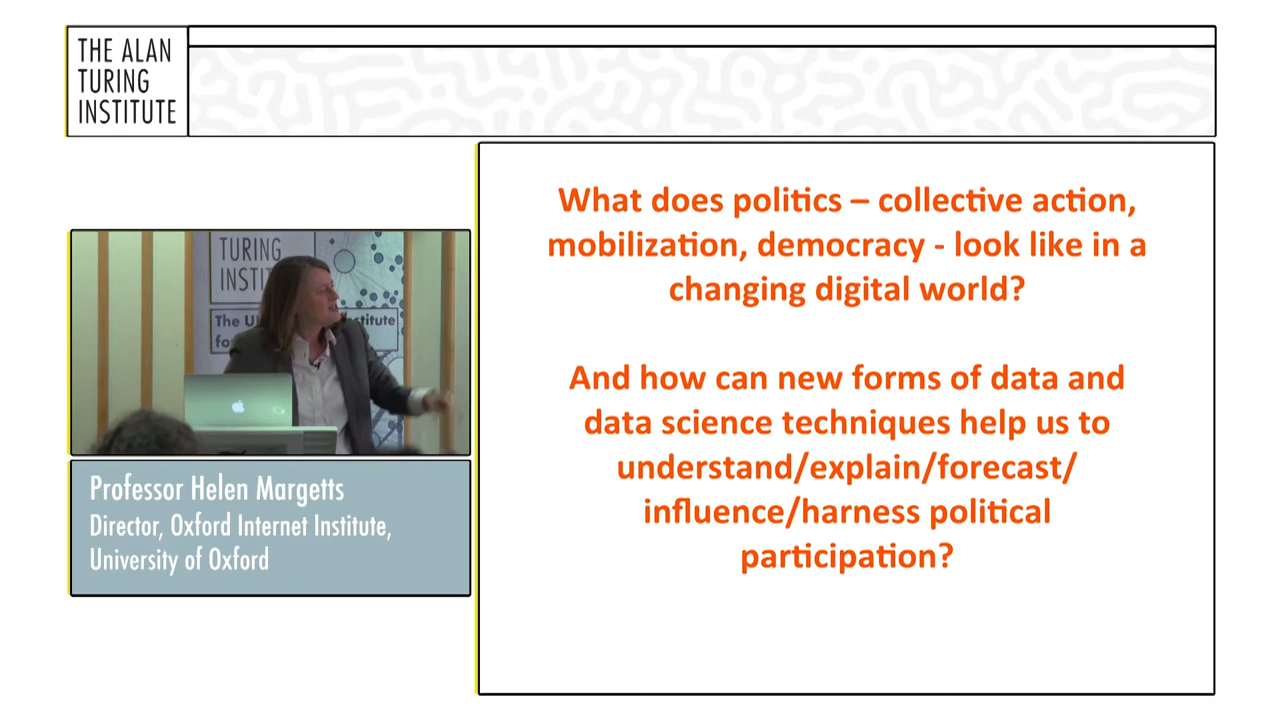 THE ALAN
TURING
INSTITUTE
What does politics – collective action,
mobilization, democracy - look like in a
changing digital world?
And how can new forms of data and
data science techniques help us to
understand/explain/forecast/
influence/harness political
participation?
TURING
The
Professor Helen Margetts
Director, Oxford Internet Institute,
University of Oxford